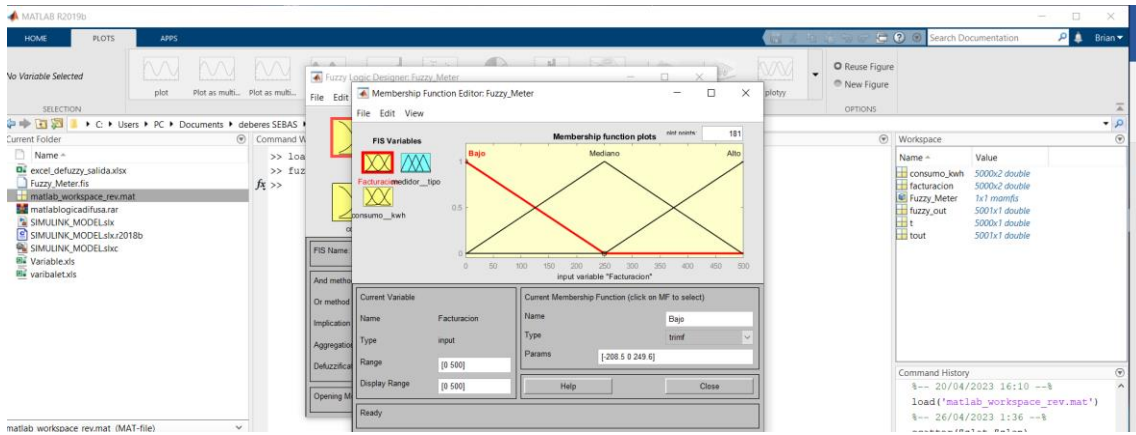 MATLAB R2019b
HOME PLOTS APPS Search Documentation Brian
No Variable Selected
plot Plot as multi... Plot as multi... plotyy
Reuse Figure
New Figure
SELECTION OPTIONS
C: Users PC Documents deberes SEBAS
Current Folder
Name
excel_defuzzy_salida.xlsx
Fuzzy_Meter.fis
matlab_workspace_rev.mat
matlablogicadifusa.rar
SIMULINK_MODEL.slx
SIMULINK_MODEL.slx.r2018b
SIMULINK_MODEL.slxc
Variable.xls
varibalet.xls
matlab_workspace_rev.mat (MAT-file)
Command W
>> loa
>> fuz
fx >>
Fuzzy Logic Designer: Fuzzy_Meter
File Edit
FIS Name:
And metho
Or method
Implication
Aggregatio
Defuzzifica
Opening M
Membership Function Editor: Fuzzy_Meter
File Edit View
FIS Variables
Facturacion
medidor__tipo
consumo__kwh
Membership function plots plot points: 181
Bajo Mediano Alto
1
0.5
0
0 50 100 150 200 250 300 350 400 450 500
input variable "Facturacion"
Current Variable
Name Facturacion
Type input
Range [0 500]
Display Range [0 500]
Current Membership Function (click on MF to select)
Name Bajo
Type trimf
Params [-208.5 0 249.6]
Help Close
Ready
Workspace
Name Value
consumo_kwh 5000x2 double
facturacion 5000x2 double
Fuzzy_Meter 1x1 mamfis
fuzzy_out 5001x1 double
t 5000x1 double
tout 5001x1 double
Command History
%-- 20/04/2023 16:10 --%
load('matlab_workspace_rev.mat')
%-- 26/04/2023 1:36 --%